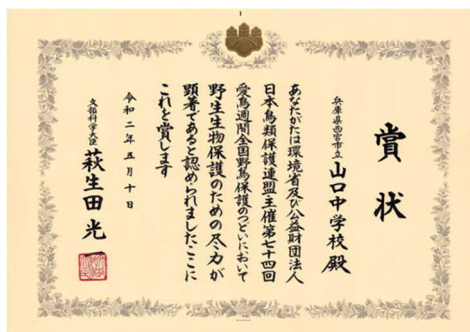 賞状
兵庫県西宮市立山口中学校殿
あなたがたは環境省及び公益財団法人
日本鳥類保護連盟主催第七十四回
愛鳥週間全国野鳥保護のつどいにおいて
野生生物保護のための尽力が
顕著であると認められましたここに
これを賞します
令和二年五月十日
文部科学大臣 萩生田光